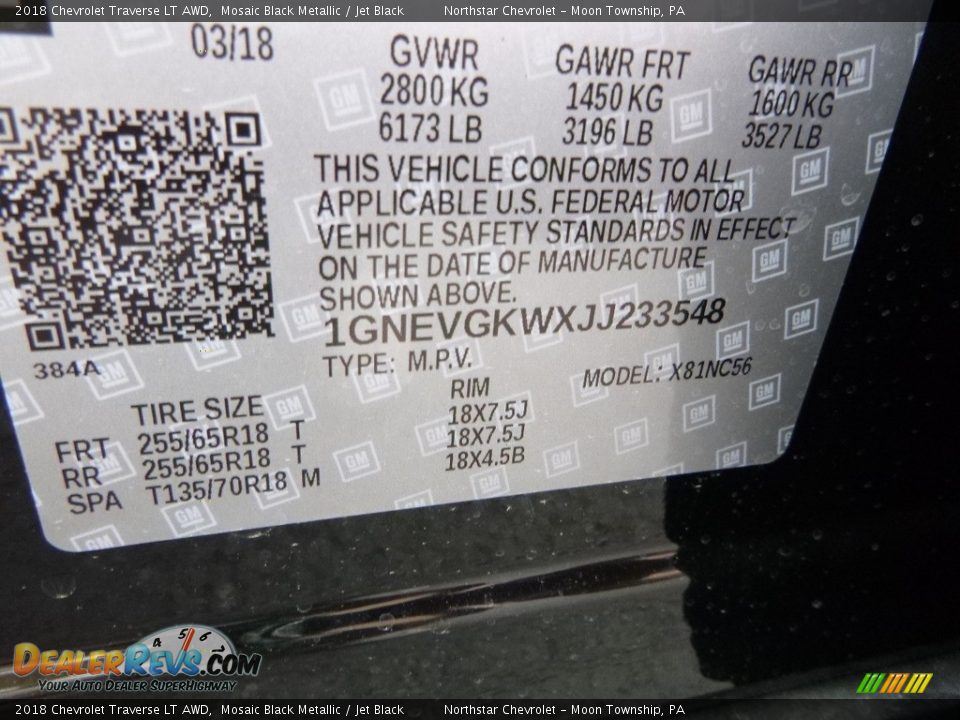 2018 Chevrolet Traverse LT AWD, Mosaic Black Metallic / Jet Black Northstar Chevrolet – Moon Township, PA
03/18
GVWR GAWR FRT GAWR RR
2800 KG 1450 KG 1600 KG
6173 LB 3196 LB 3527 LB
THIS VEHICLE CONFORMS TO ALL
APPLICABLE U.S. FEDERAL MOTOR
VEHICLE SAFETY STANDARDS IN EFFECT
ON THE DATE OF MANUFACTURE
SHOWN ABOVE.
1GNEVGKWXJJ233548
384A
TYPE: M.P.V. MODEL: X81NC56
TIRE SIZE RIM
FRT 255/65R18 T 18X7.5J
RR 255/65R18 T 18X7.5J
SPA T135/70R18 M 18X4.5B
4 5 6
DEALERREVS.COM
YOUR AUTO DEALER SUPERHIGHWAY
2018 Chevrolet Traverse LT AWD, Mosaic Black Metallic / Jet Black Northstar Chevrolet – Moon Township, PA